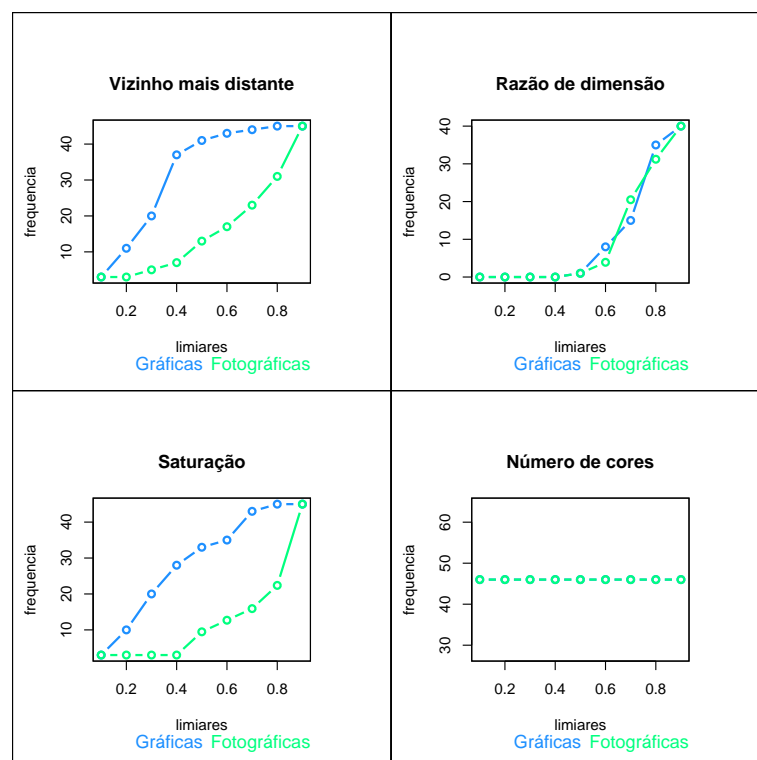 Vizinho mais distante
frequencia
10 20 30 40
0.2 0.4 0.6 0.8
limiares
Gráficas Fotográficas
Razão de dimensão
frequencia
0 10 20 30 40
0.2 0.4 0.6 0.8
limiares
Gráficas Fotográficas
Saturação
frequencia
10 20 30 40
0.2 0.4 0.6 0.8
limiares
Gráficas Fotográficas
Número de cores
frequencia
30 40 50 60
0.2 0.4 0.6 0.8
limiares
Gráficas Fotográficas